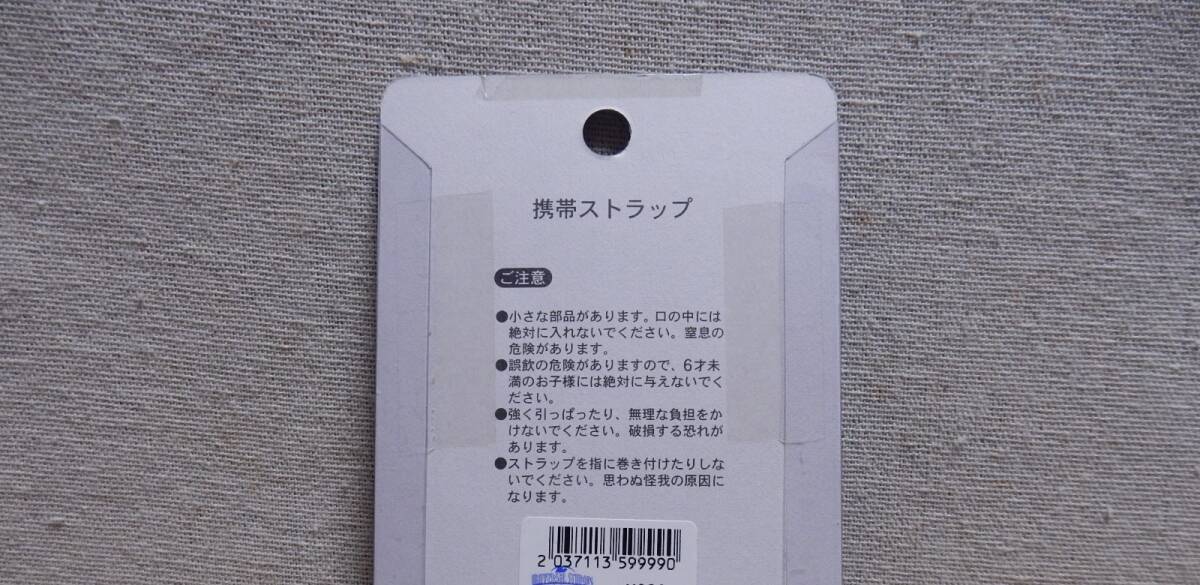 携帯ストラップ
ご注意
●小さな部品があります。口の中には
絶対に入れないでください。窒息の
危険があります。
●誤飲の危険がありますので、6才未
満のお子様には絶対に与えないでく
ださい。
●強く引っぱったり、無理な負担をか
けないでください。破損する恐れが
あります。
●ストラップを指に巻き付けたりしな
いでください。思わぬ怪我の原因に
なります。
2 037113 599990
UNIVERSAL STUDIOS